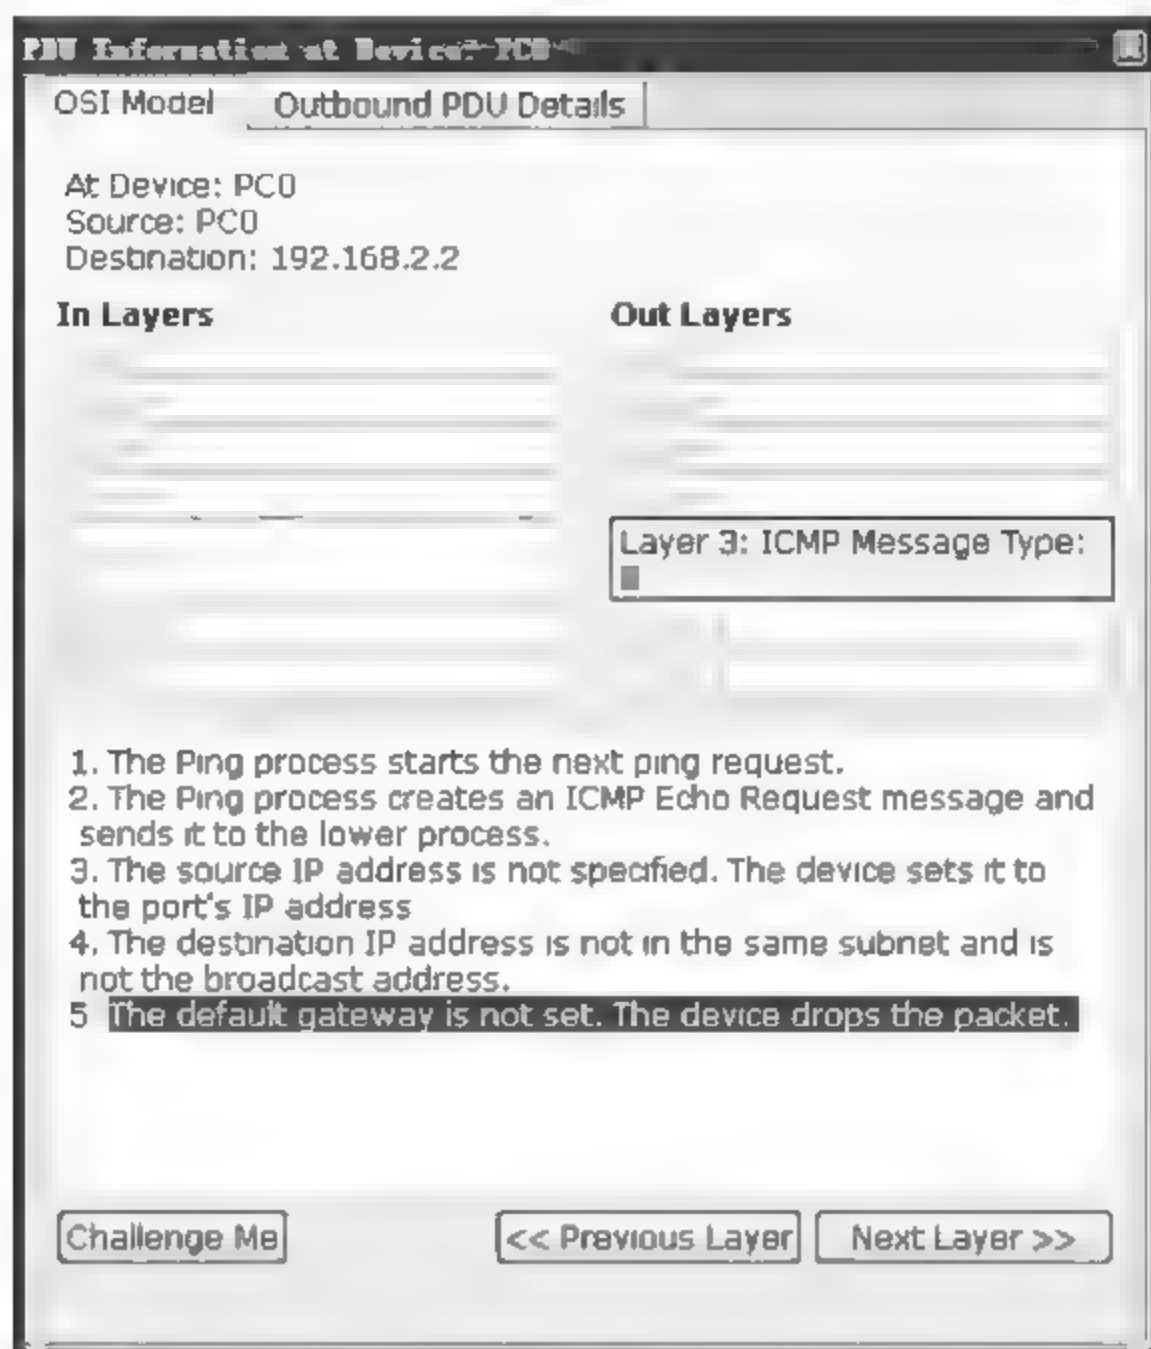 PDU Information at Device: PC0
OSI Model
Outbound PDU Details
At Device: PC0
Source: PC0
Destination: 192.168.2.2
In Layers
Out Layers
Layer 3: ICMP Message Type:
1. The Ping process starts the next ping request.
2. The Ping process creates an ICMP Echo Request message and
sends it to the lower process.
3. The source IP address is not specified. The device sets it to
the port's IP address
4. The destination IP address is not in the same subnet and is
not the broadcast address.
5 The default gateway is not set. The device drops the packet.
Challenge Me
<< Previous Layer
Next Layer >>